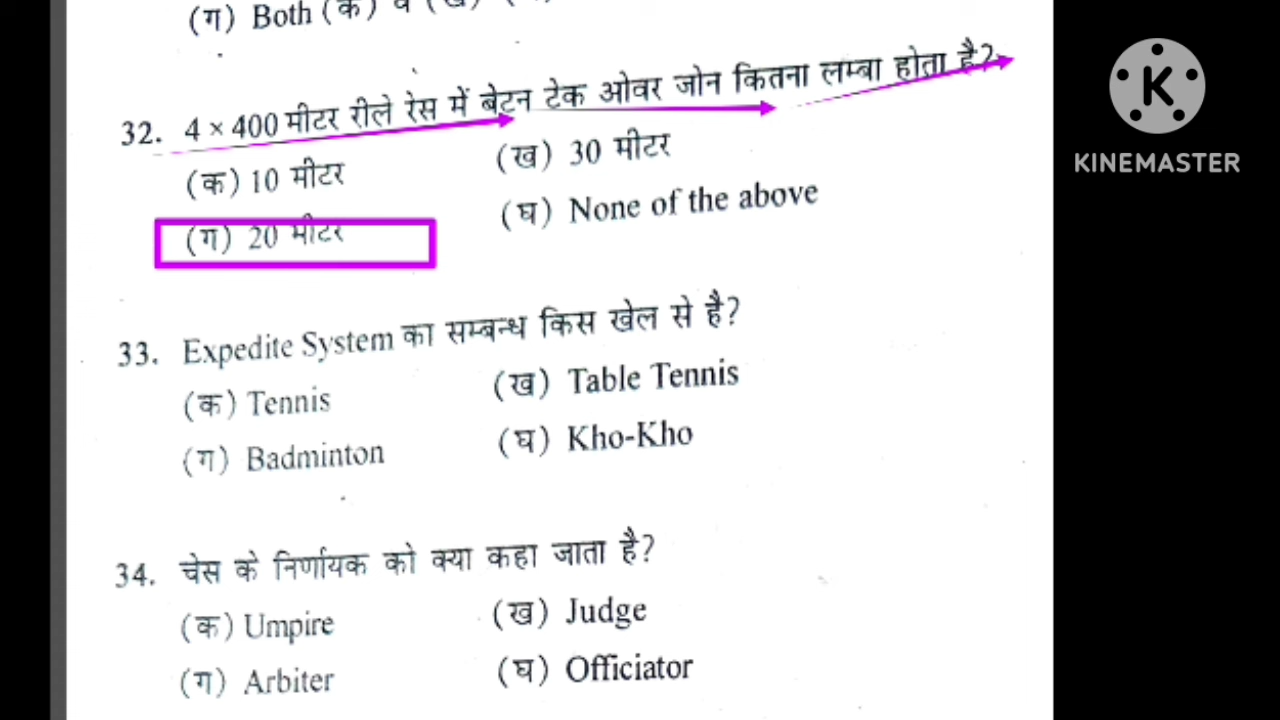 (ग) Both (क) व (ख)
32. 4 × 400 मीटर रीले रेस में बेटन टेक ओवर जोन कितना लम्बा होता है?
(क) 10 मीटर (ख) 30 मीटर
(ग) 20 मीटर (घ) None of the above
33. Expedite System का सम्बन्ध किस खेल से है?
(क) Tennis (ख) Table Tennis
(ग) Badminton (घ) Kho-Kho
34. चेस के निर्णायक को क्या कहा जाता है?
(क) Umpire (ख) Judge
(ग) Arbiter (घ) Officiator
K
KINEMASTER